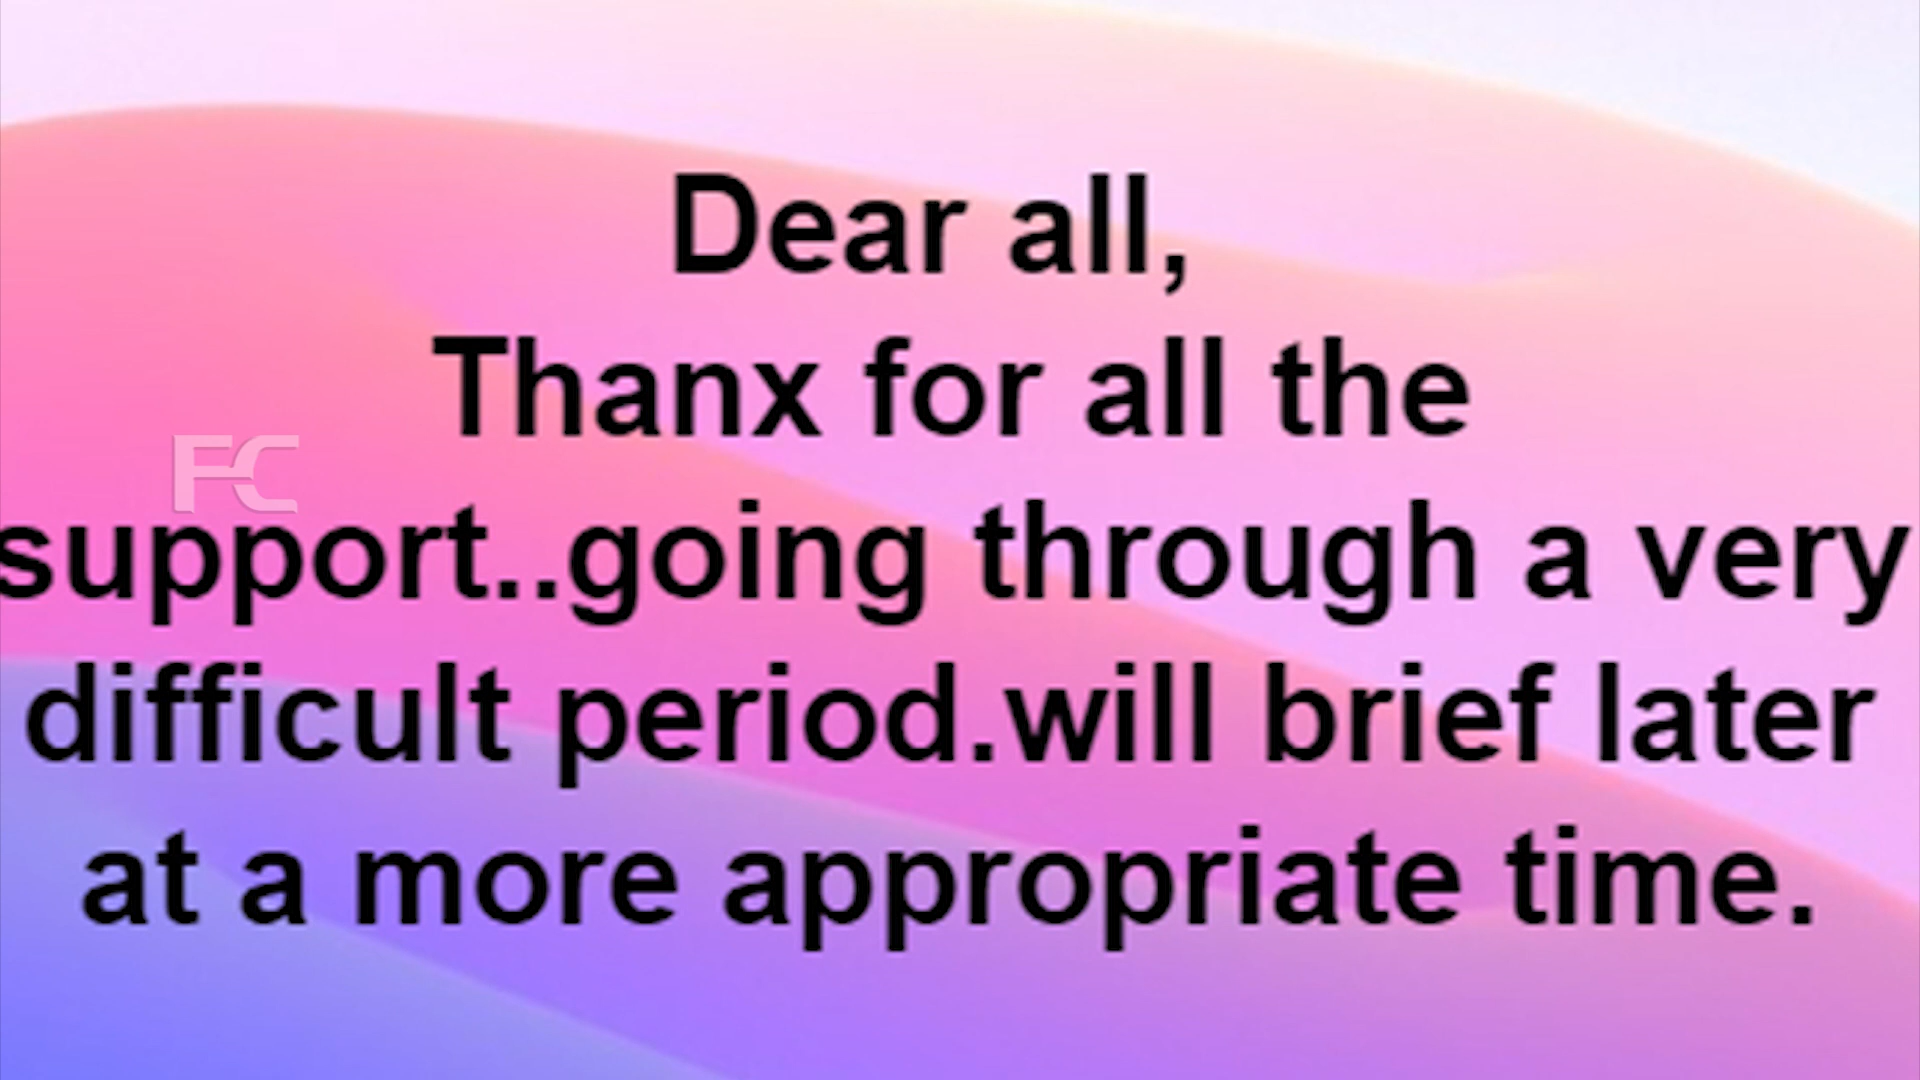 Dear all,
Thanx for all the
FC
support..going through a very
difficult period.will brief later
at a more appropriate time.